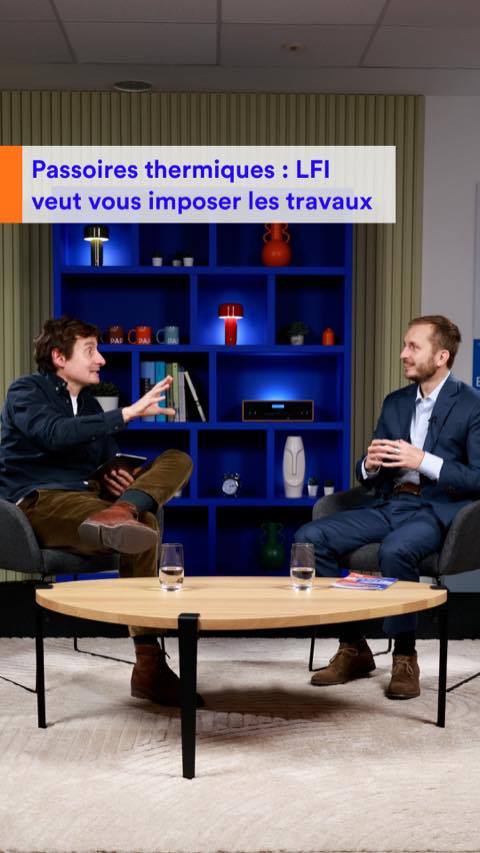 Passoires thermiques : LFI
veut vous imposer les travaux